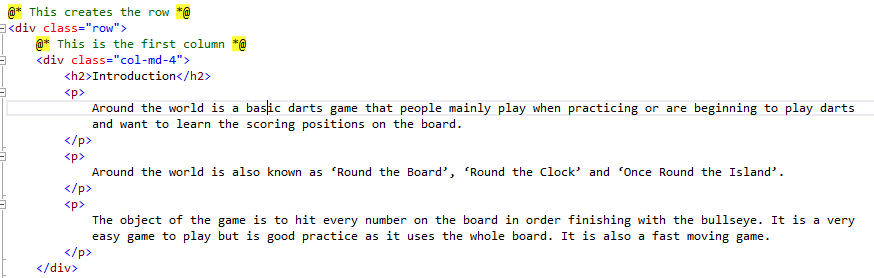 @* This creates the row *@
<div class="row">
@* This is the first column *@
<div class="col-md-4">
<h2>Introduction</h2>
<p>
Around the world is a basic darts game that people mainly play when practicing or are beginning to play darts
and want to learn the scoring positions on the board.
</p>
<p>
Around the world is also known as ‘Round the Board’, ‘Round the Clock’ and ‘Once Round the Island’.
</p>
<p>
The object of the game is to hit every number on the board in order finishing with the bullseye. It is a very
easy game to play but is good practice as it uses the whole board. It is also a fast moving game.
</p>
</div>